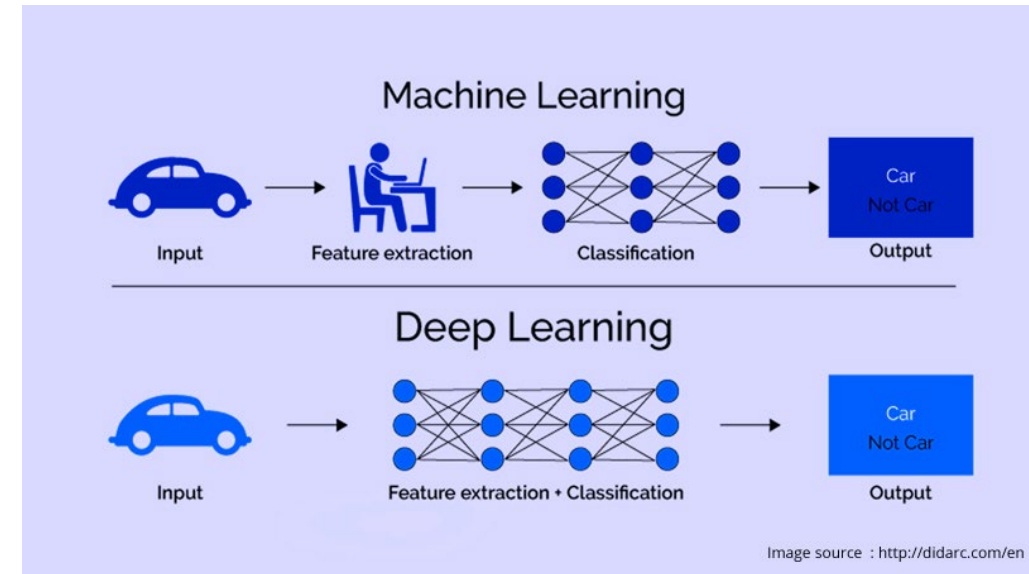 Machine Learning
Car
Not Car
Input
Feature extraction
Classification
Output
Deep Learning
Car
Not Car
Input
Feature extraction + Classification
Output
Image source : http://didarc.com/en